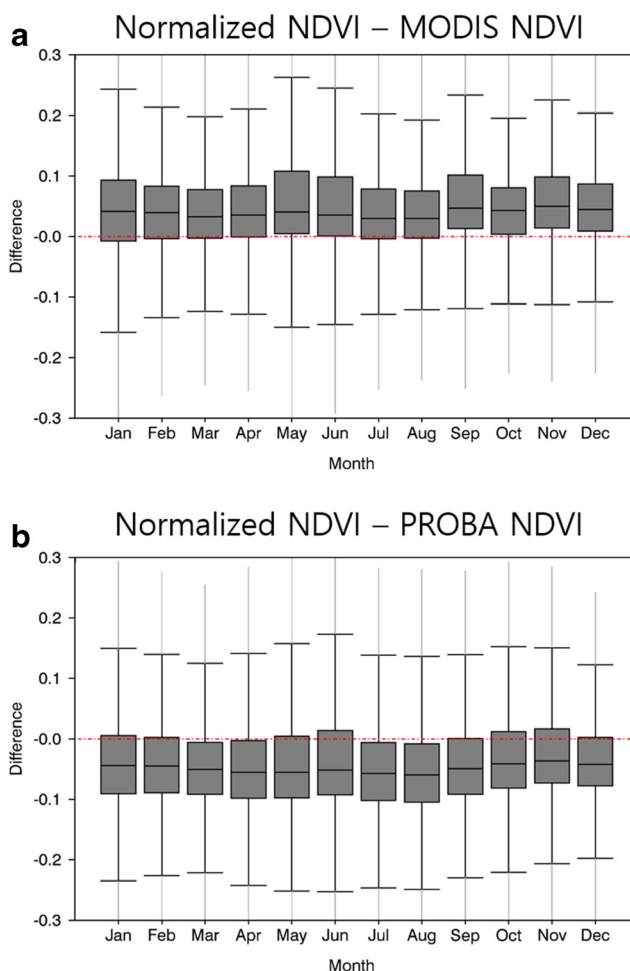 a
Normalized NDVI – MODIS NDVI
0.3
0.2
0.1
-0.0
-0.1
-0.2
-0.3
Difference
Jan Feb Mar Apr May Jun Jul Aug Sep Oct Nov Dec
Month
b
Normalized NDVI – PROBA NDVI
0.3
0.2
0.1
-0.0
-0.1
-0.2
-0.3
Difference
Jan Feb Mar Apr May Jun Jul Aug Sep Oct Nov Dec
Month